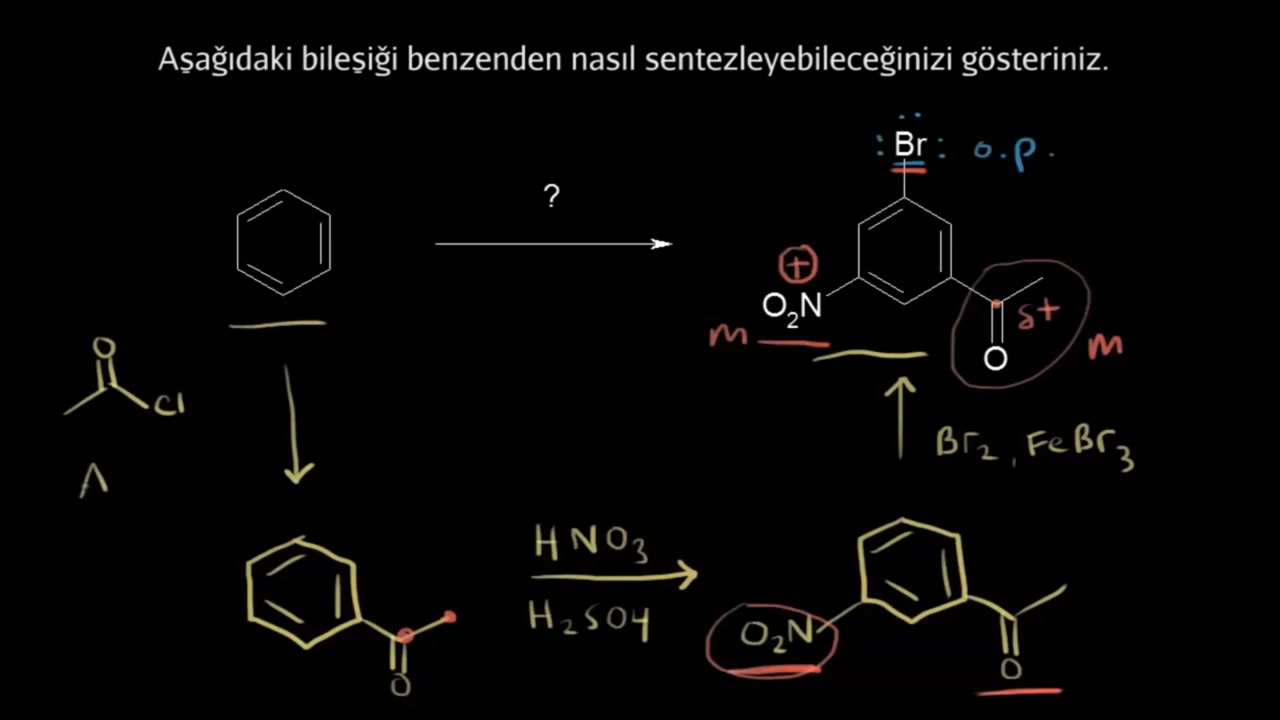 Aşağıdaki bileşiği benzenden nasıl sentezleyebileceğinizi gösteriniz.
:Br: o.p.
?
+
O₂N
m
δ+
O
m
O
Cl
Br₂, FeBr₃
HNO₃
H₂SO4
O₂N
O
O